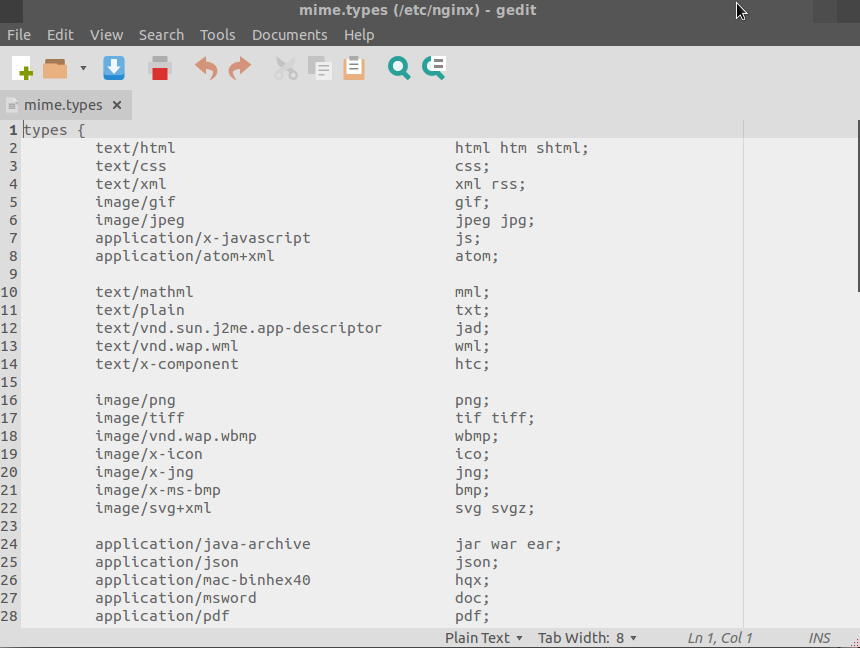 mime.types (/etc/nginx) - gedit
File Edit View Search Tools Documents Help
mime.types ×
1 types {
2 text/html html htm shtml;
3 text/css css;
4 text/xml xml rss;
5 image/gif gif;
6 image/jpeg jpeg jpg;
7 application/x-javascript js;
8 application/atom+xml atom;
9
10 text/mathml mml;
11 text/plain txt;
12 text/vnd.sun.j2me.app-descriptor jad;
13 text/vnd.wap.wml wml;
14 text/x-component htc;
15
16 image/png png;
17 image/tiff tif tiff;
18 image/vnd.wap.wbmp wbmp;
19 image/x-icon ico;
20 image/x-jng jng;
21 image/x-ms-bmp bmp;
22 image/svg+xml svg svgz;
23
24 application/java-archive jar war ear;
25 application/json json;
26 application/mac-binhex40 hqx;
27 application/msword doc;
28 application/pdf pdf;
Plain Text Tab Width: 8 Ln 1, Col 1 INS